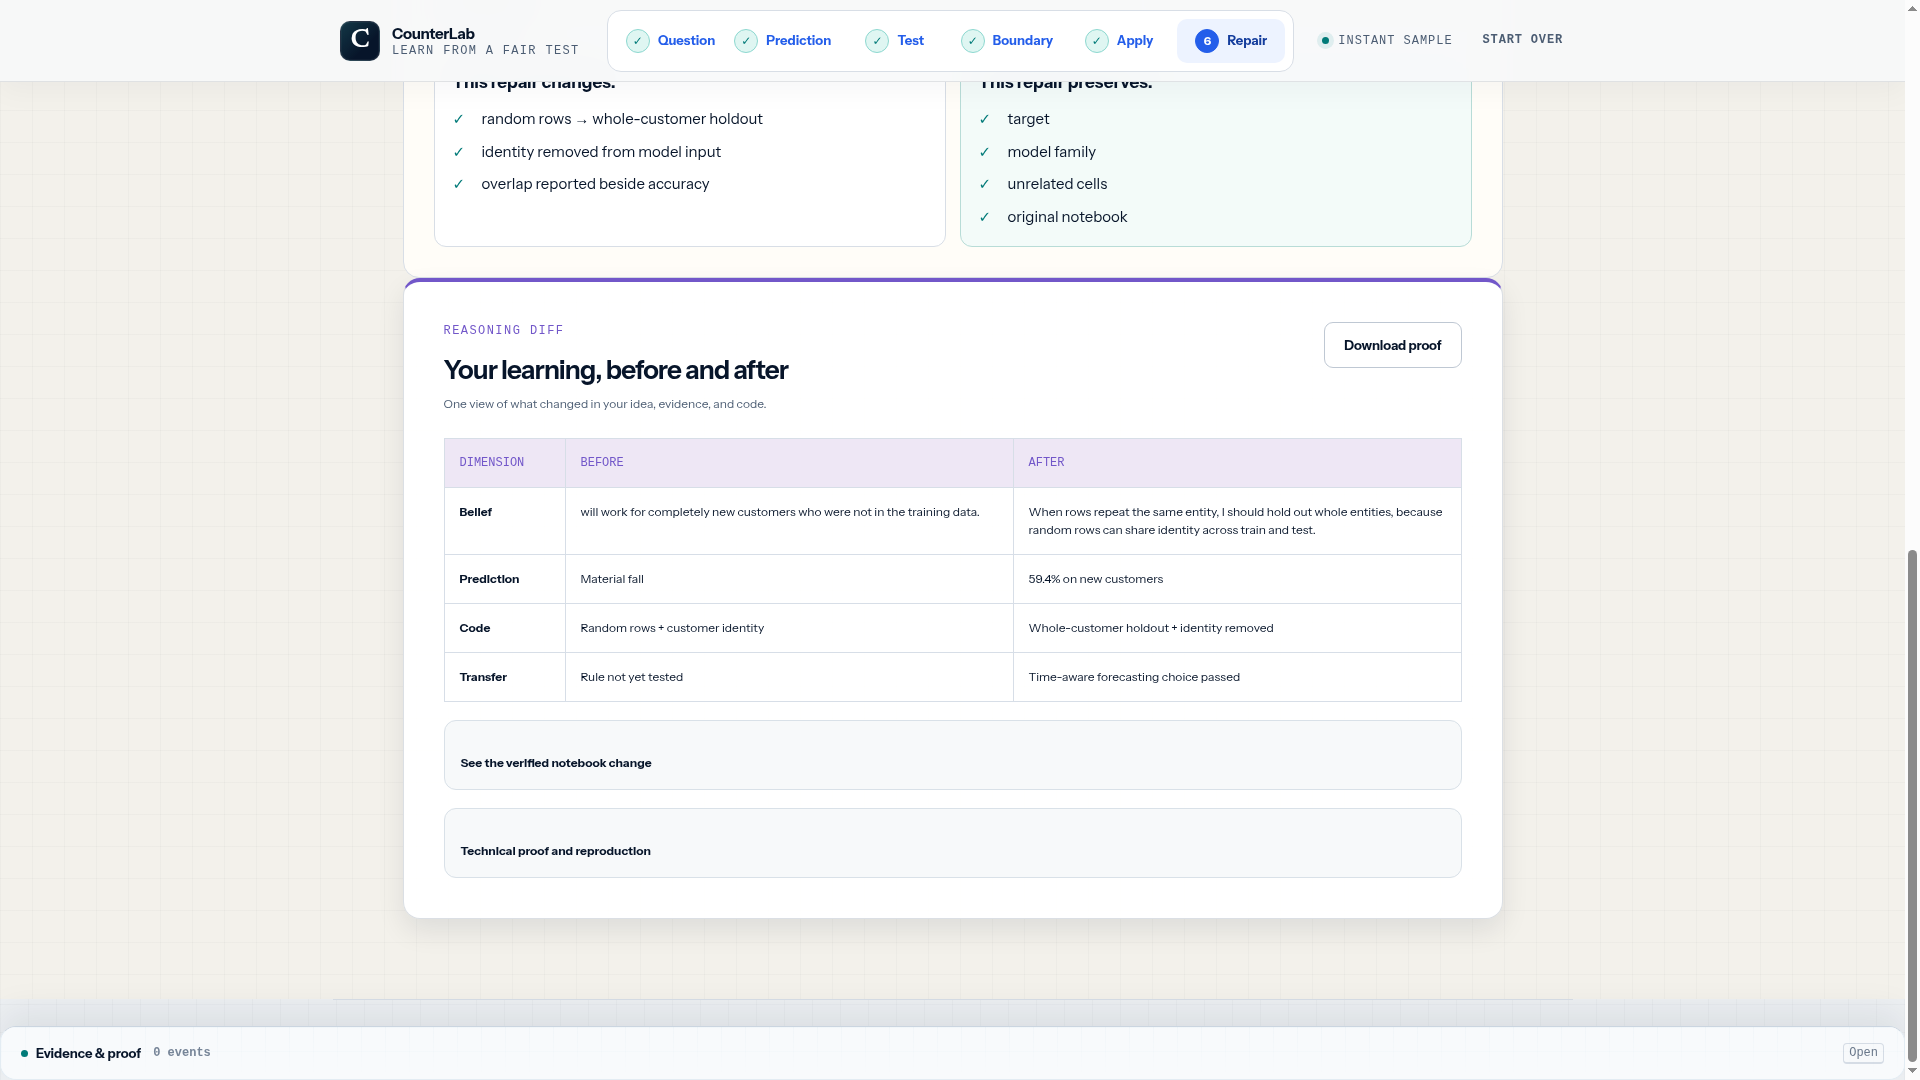 C
CounterLab
LEARN FROM A FAIR TEST
✓ Question
✓ Prediction
✓ Test
✓ Boundary
✓ Apply
6 Repair
INSTANT SAMPLE
START OVER
This repair changes:
✓ random rows → whole-customer holdout
✓ identity removed from model input
✓ overlap reported beside accuracy
This repair preserves:
✓ target
✓ model family
✓ unrelated cells
✓ original notebook
REASONING DIFF
Your learning, before and after
One view of what changed in your idea, evidence, and code.
Download proof
DIMENSION BEFORE AFTER
Belief will work for completely new customers who were not in the training data. When rows repeat the same entity, I should hold out whole entities, because
random rows can share identity across train and test.
Prediction Material fall 59.4% on new customers
Code Random rows + customer identity Whole-customer holdout + identity removed
Transfer Rule not yet tested Time-aware forecasting choice passed
See the verified notebook change
Technical proof and reproduction
Evidence & proof 0 events
Open